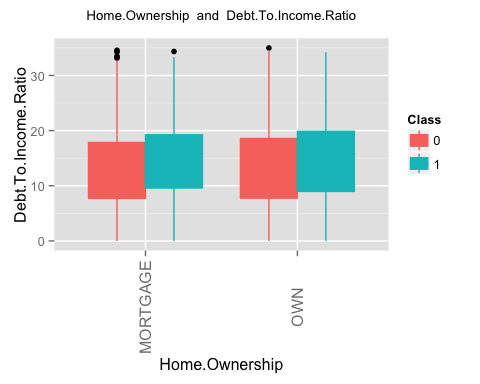 Home.Ownership and Debt.To.Income.Ratio
Debt.To.Income.Ratio
30
20
10
0
MORTGAGE
OWN
Home.Ownership
Class
0
1